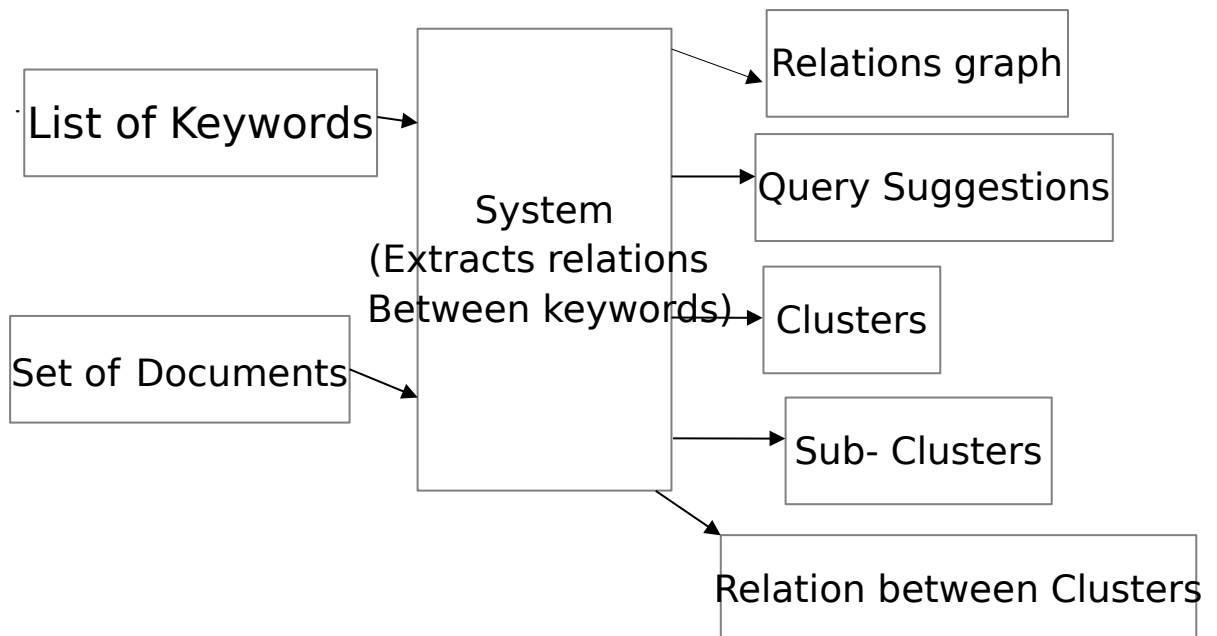 List of Keywords
Set of Documents
System
(Extracts relations
Between keywords)
Relations graph
Query Suggestions
Clusters
Sub- Clusters
Relation between Clusters